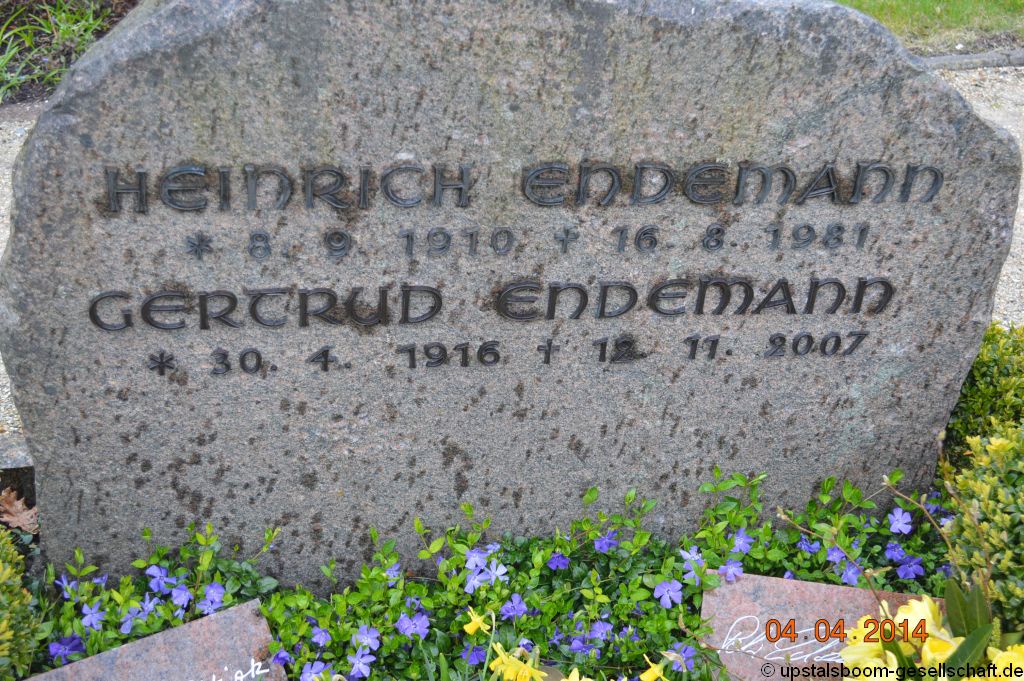 HEINRICH ENDEMANN
* 8. 9. 1910 † 16. 8. 1981
GERTRUD ENDEMANN
* 30. 4. 1916 † 12. 11. 2007
04.04.2014
© upstalsboom-gesellschaft.de